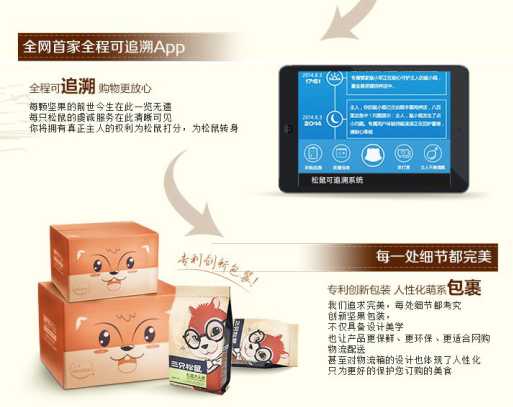 全网首家全程可追溯App
全程可追溯 购物更放心
每颗坚果的前世今生在此一览无遗
每只松鼠的虔诚服务在此清晰可见
你将拥有真正主人的权利为松鼠打分，为松鼠转身
2014.8.3
17:51
2014.8.3
2014
松鼠可追溯系统
专利创新包装!
每一处细节都完美
专利创新包装 人性化萌系包裹
我们追求完美，每处细节都考究
创新坚果包装，
不仅具备设计美学
也让产品更保鲜、更环保、更适合网购
物流配送
甚至对物流箱的设计也体现了人性化
只为更好的保护您订购的美食
三只松鼠